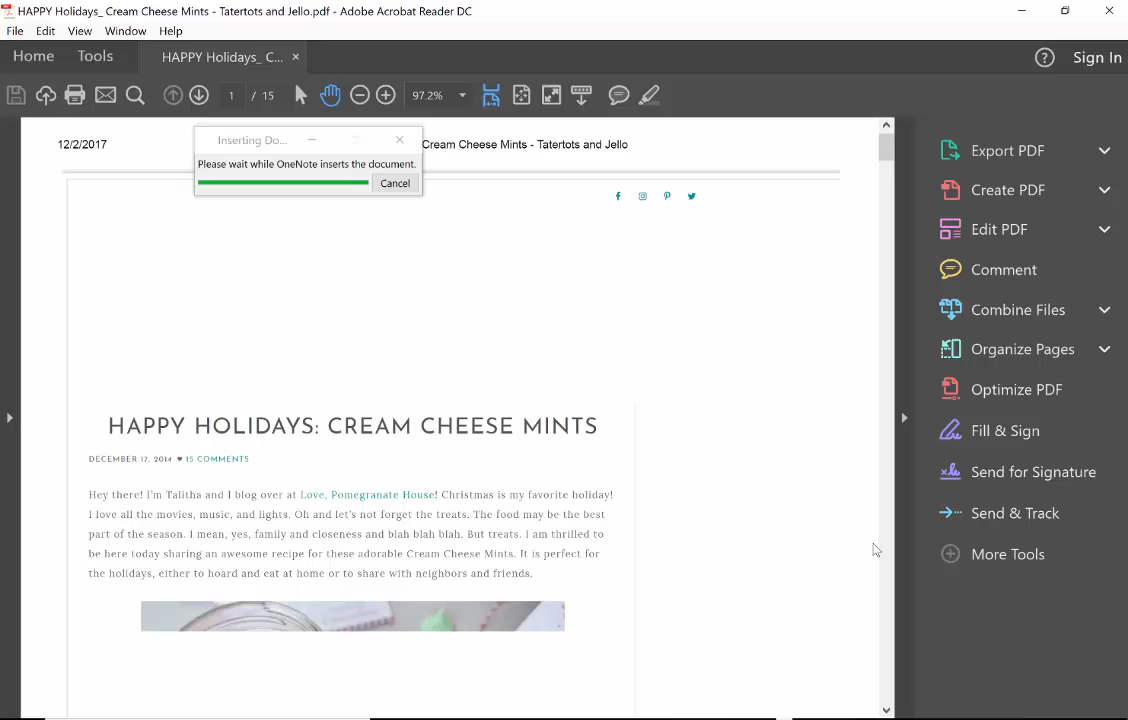 HAPPY Holidays_ Cream Cheese Mints - Tatertots and Jello.pdf - Adobe Acrobat Reader DC
File Edit View Window Help
Home Tools HAPPY Holidays_ C... Sign In
1 / 15 97.2%
12/2/2017 Cream Cheese Mints - Tatertots and Jello
Inserting Do...
Please wait while OneNote inserts the document.
Cancel
HAPPY HOLIDAYS: CREAM CHEESE MINTS
DECEMBER 17, 2014 ♥ 15 COMMENTS
Hey there! I'm Talitha and I blog over at Love, Pomegranate House! Christmas is my favorite holiday!
I love all the movies, music, and lights. Oh and let's not forget the treats. The food may be the best
part of the season. I mean, yes, family and closeness and blah blah blah. But treats. I am thrilled to
be here today sharing an awesome recipe for these adorable Cream Cheese Mints. It is perfect for
the holidays, either to hoard and eat at home or to share with neighbors and friends.
Export PDF
Create PDF
Edit PDF
Comment
Combine Files
Organize Pages
Optimize PDF
Fill & Sign
Send for Signature
Send & Track
More Tools